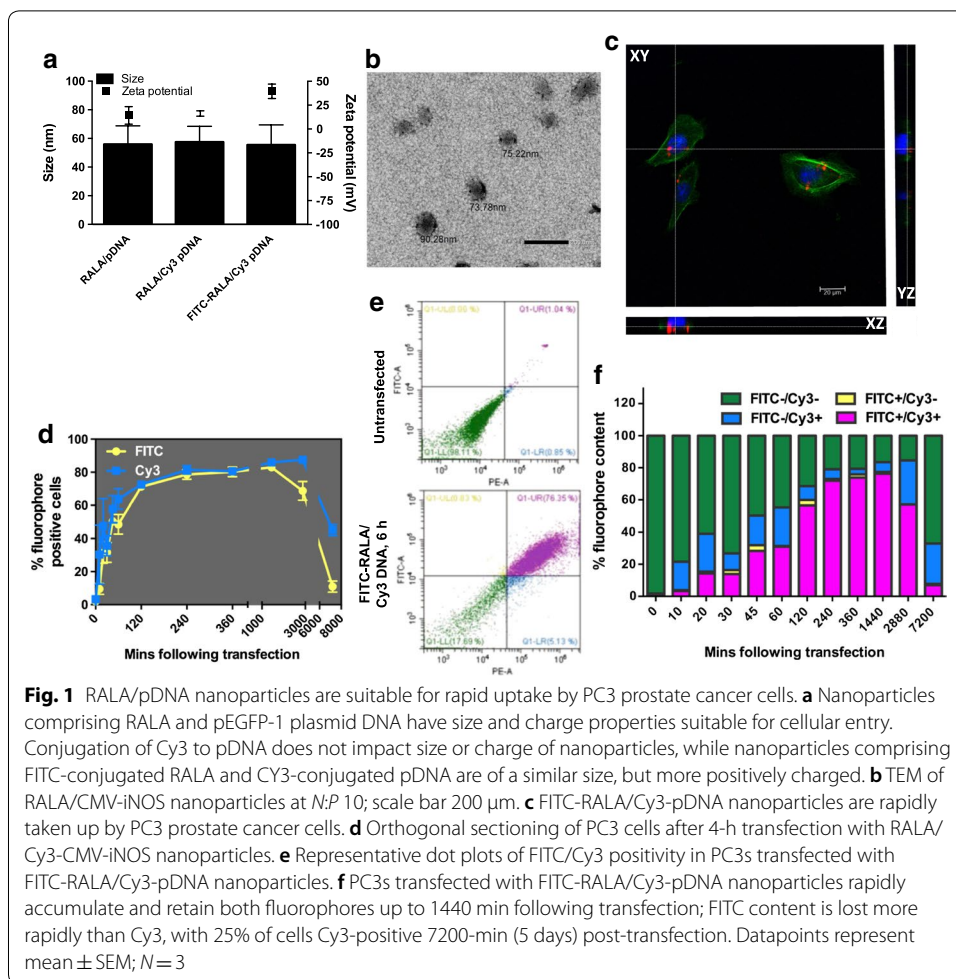 a
100
80
60
40
20
0
Size (nm)
Size
Zeta potential
50
25
0
-25
-50
-75
-100
Zeta potential (mV)
RALA/pDNA
RALA/Cy3 pDNA
FITC-RALA/Cy3 pDNA
b
75.22nm
73.78nm
90.28nm
c
XY
20 µm
YZ
XZ
d
100
80
60
40
20
0
% fluorophore
positive cells
FITC
Cy3
0
120
240
360
1000
3000
6000
8000
Mins following transfection
e
Untransfected
Q1-UR(1.04 %)
Q1-LL(98.11 %)
Q1-LR(0.85 %)
FITC-A
PE-A
FITC-RALA/
Cy3 DNA, 6 h
Q1-UL(0.83 %)
Q1-UR(76.35 %)
Q1-LL(17.69 %)
Q1-LR(5.13 %)
FITC-A
PE-A
f
FITC-/Cy3-
FITC+/Cy3-
FITC-/Cy3+
FITC+/Cy3+
120
100
80
60
40
20
0
% fluorophore content
0
10
20
30
45
60
120
240
360
1440
2880
7200
Mins following transfection
Fig. 1 RALA/pDNA nanoparticles are suitable for rapid uptake by PC3 prostate cancer cells. a Nanoparticles
comprising RALA and pEGFP-1 plasmid DNA have size and charge properties suitable for cellular entry.
Conjugation of Cy3 to pDNA does not impact size or charge of nanoparticles, while nanoparticles comprising
FITC-conjugated RALA and CY3-conjugated pDNA are of a similar size, but more positively charged. b TEM of
RALA/CMV-iNOS nanoparticles at N:P 10; scale bar 200 µm. c FITC-RALA/Cy3-pDNA nanoparticles are rapidly
taken up by PC3 prostate cancer cells. d Orthogonal sectioning of PC3 cells after 4-h transfection with RALA/
Cy3-CMV-iNOS nanoparticles. e Representative dot plots of FITC/Cy3 positivity in PC3s transfected with
FITC-RALA/Cy3-pDNA nanoparticles. f PC3s transfected with FITC-RALA/Cy3-pDNA nanoparticles rapidly
accumulate and retain both fluorophores up to 1440 min following transfection; FITC content is lost more
rapidly than Cy3, with 25% of cells Cy3-positive 7200-min (5 days) post-transfection. Datapoints represent
mean ± SEM; N = 3